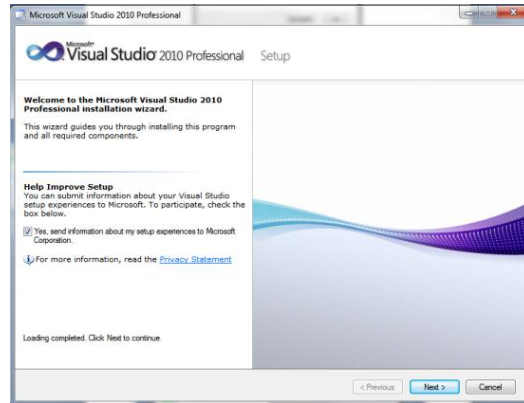 Microsoft Visual Studio 2010 Professional
Microsoft®
Visual Studio® 2010 Professional Setup
Welcome to the Microsoft Visual Studio 2010
Professional installation wizard.
This wizard guides you through installing this program
and all required components.
Help Improve Setup
You can submit information about your Visual Studio
setup experiences to Microsoft. To participate, check the
box below.
Yes, send information about my setup experiences to Microsoft
Corporation.
For more information, read the Privacy Statement
Loading completed. Click Next to continue.
< Previous Next > Cancel